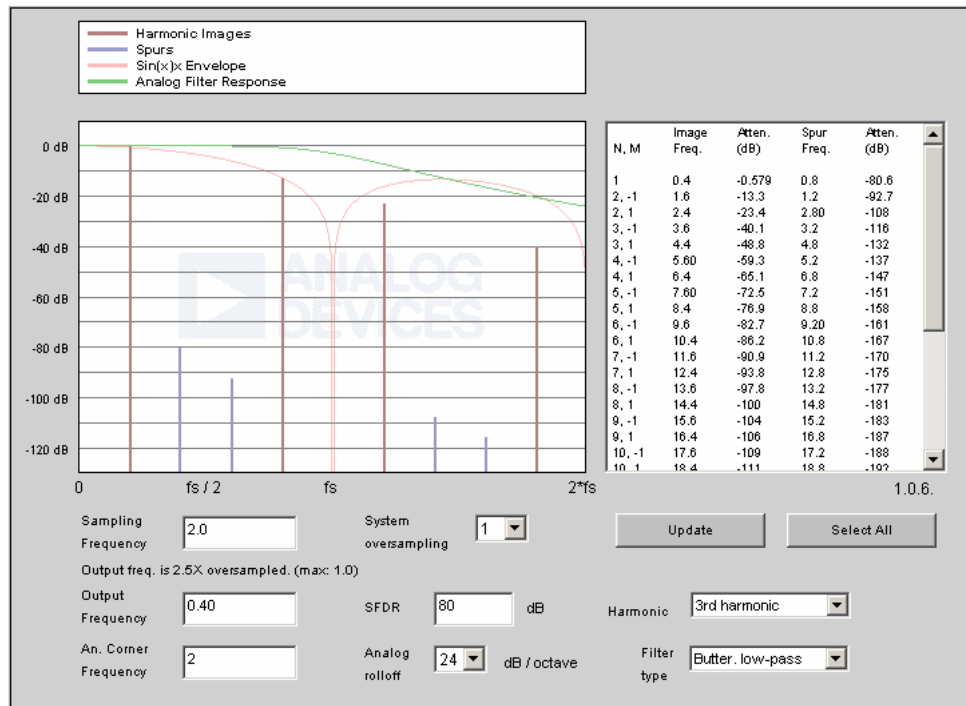 Harmonic Images
Spurs
Sin(x)x Envelope
Analog Filter Response
0 dB
-20 dB
-40 dB
-60 dB
-80 dB
-100 dB
-120 dB
ANALOG
DEVICES
0 fs / 2 fs 2*fs
Image Atten. Spur Atten.
N, M Freq. (dB) Freq. (dB)
1 0.4 -0.579 0.8 -80.6
2, -1 1.6 -13.3 1.2 -92.7
2, 1 2.4 -23.4 2.80 -108
3, -1 3.6 -40.1 3.2 -116
3, 1 4.4 -48.8 4.8 -132
4, -1 5.60 -59.3 5.2 -137
4, 1 6.4 -65.1 6.8 -147
5, -1 7.60 -72.5 7.2 -151
5, 1 8.4 -76.9 8.8 -158
6, -1 9.6 -82.7 9.20 -161
6, 1 10.4 -86.2 10.8 -167
7, -1 11.6 -90.9 11.2 -170
7, 1 12.4 -93.8 12.8 -175
8, -1 13.6 -97.8 13.2 -177
8, 1 14.4 -100 14.8 -181
9, -1 15.6 -104 15.2 -183
9, 1 16.4 -106 16.8 -187
10, -1 17.6 -109 17.2 -188
10, 1 18.4 -111 18.8 -192
1.0.6.
Sampling
Frequency
2.0
System
oversampling
1
Update
Select All
Output freq. is 2.5X oversampled. (max: 1.0)
Output
Frequency
0.40
SFDR
80
dB
Harmonic
3rd harmonic
An. Corner
Frequency
2
Analog
rolloff
24
dB / octave
Filter
type
Butter. low-pass